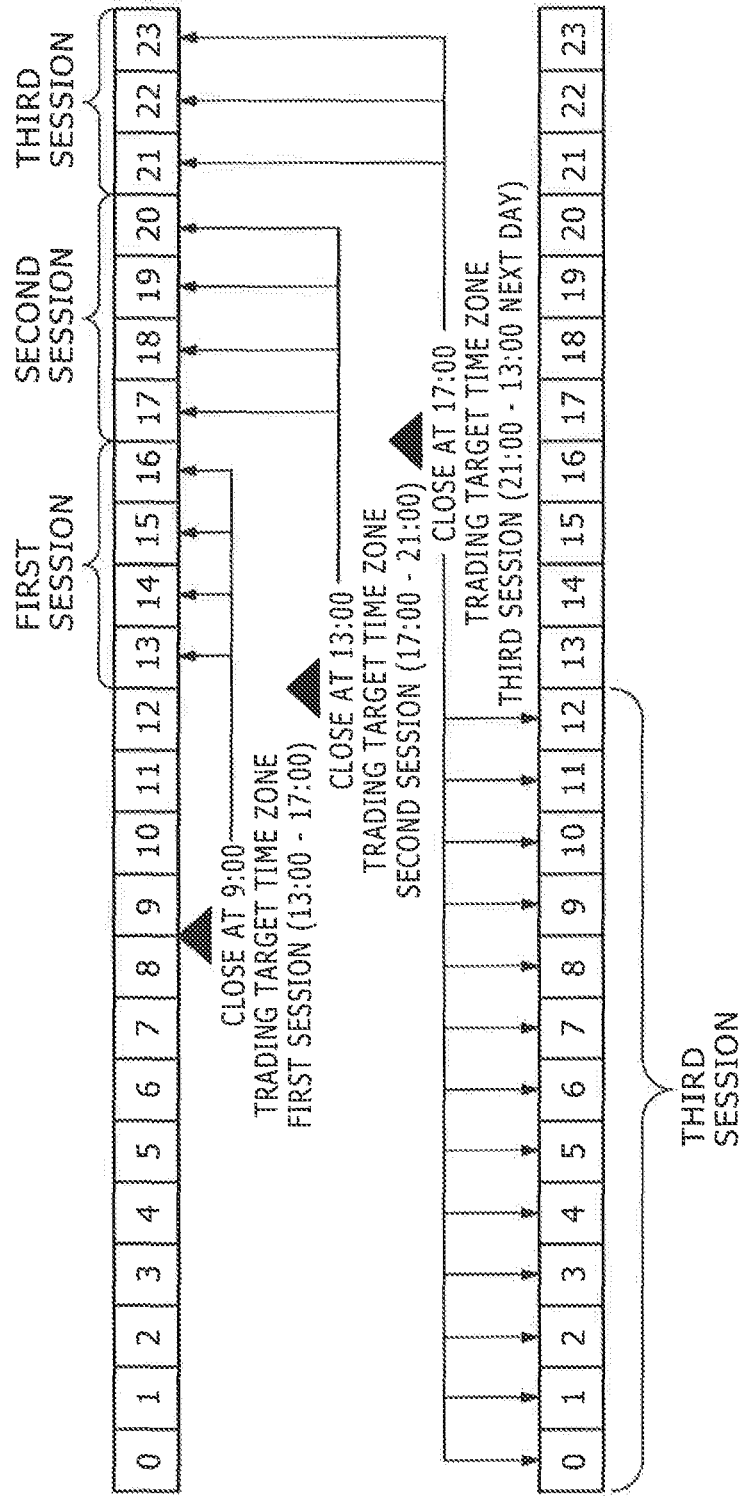 FIRST
SESSION
SECOND
SESSION
THIRD
SESSION
0 1 2 3 4 5 6 7 8 9 10 11 12 13 14 15 16 17 18 19 20 21 22 23
CLOSE AT 9:00
TRADING TARGET TIME ZONE
FIRST SESSION (13:00 - 17:00)
CLOSE AT 13:00
TRADING TARGET TIME ZONE
SECOND SESSION (17:00 - 21:00)
CLOSE AT 17:00
TRADING TARGET TIME ZONE
THIRD SESSION (21:00 - 13:00 NEXT DAY)
0 1 2 3 4 5 6 7 8 9 10 11 12 13 14 15 16 17 18 19 20 21 22 23
THIRD
SESSION